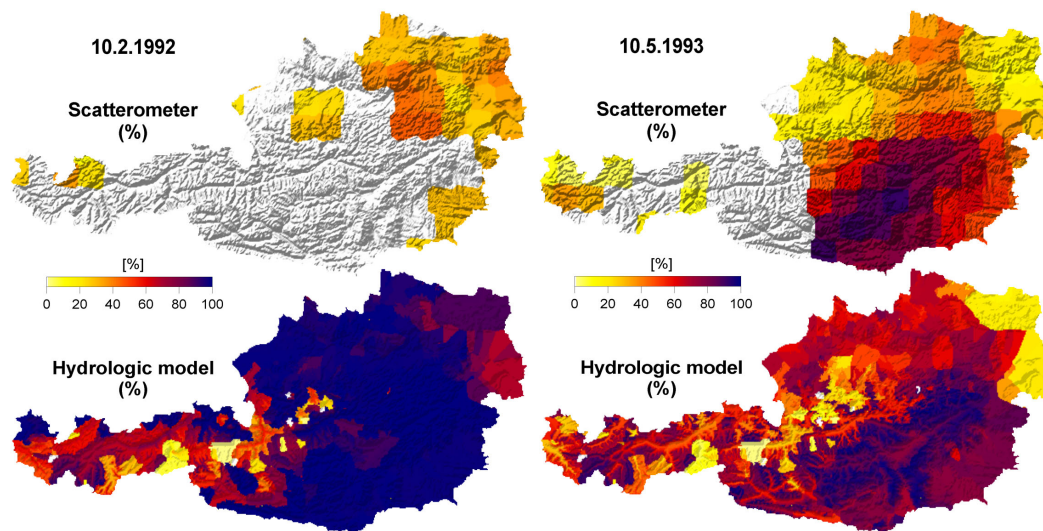 10.2.1992
Scatterometer
(%)
[%]
0 20 40 60 80 100
Hydrologic model
(%)
10.5.1993
Scatterometer
(%)
[%]
0 20 40 60 80 100
Hydrologic model
(%)